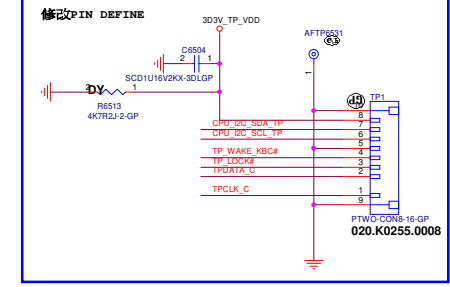 修改PIN DEFINE
3D3V_TP_VDD
AFTP6531
C6504
2 1
SCD1U16V2KX-3DLGP
2 DY 1
R6513
4K7R2J-2-GP
1
TP1
8
CPU_I2C_SDA_TP 7
CPU_I2C_SCL_TP 6
5
TP_WAKE_KBC# 4
TP_LOCK# 3
TPDATA_C 2
TPCLK_C 1
9
PTWO-CON8-16-GP
020.K0255.0008